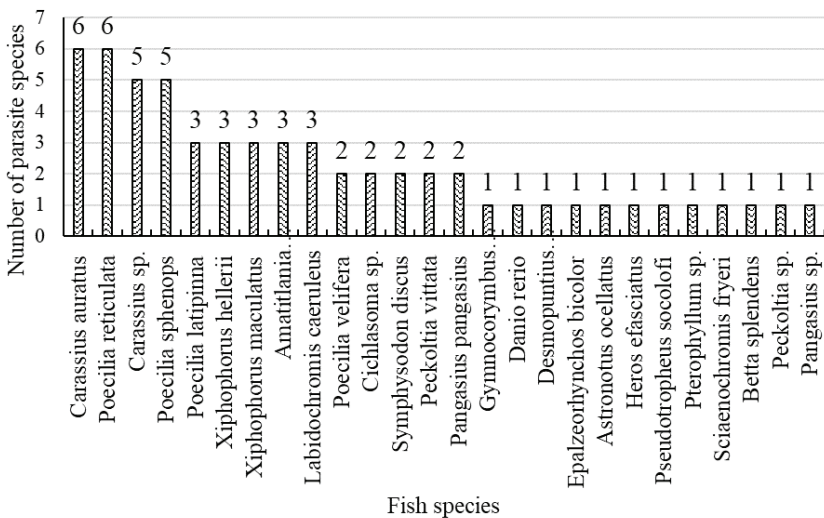 Number of parasite species
7
6
5
4
3
2
1
0
6 6 5 5 3 3 3 3 3 2 2 2 2 2 1 1 1 1 1 1 1 1 1 1 1 1
Carassius auratus
Poecilia reticulata
Carassius sp.
Poecilia sphenops
Poecilia latipinna
Xiphophorus hellerii
Xiphophorus maculatus
Amatitlania...
Labidochromis caeruleus
Poecilia velifera
Cichlasoma sp.
Symphysodon discus
Peckoltia vittata
Pangasius pangasius
Gymnocorymbus...
Danio rerio
Desmopuntius...
Epalzeorhynchos bicolor
Astronotus ocellatus
Heros efasciatus
Pseudotropheus socolofi
Pterophyllum sp.
Sciaenochromis fryeri
Betta splendens
Peckoltia sp.
Pangasius sp.
Fish species